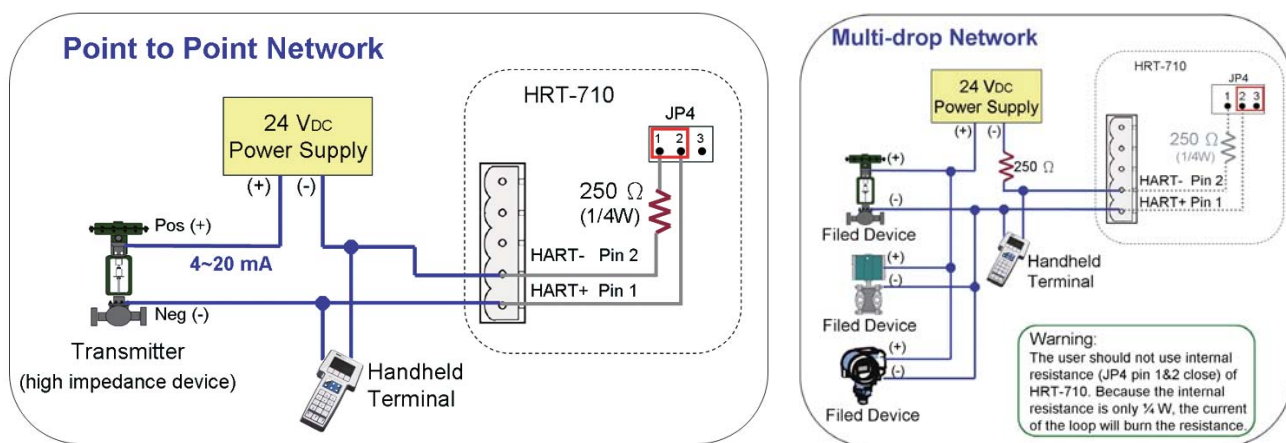 Point to Point Network
24 VDC
Power Supply
(+) (-)
Pos (+)
4~20 mA
Neg (-)
Transmitter
(high impedance device)
Handheld
Terminal
HRT-710
JP4
1 2 3
250 Ω
(1/4W)
HART- Pin 2
HART+ Pin 1
Multi-drop Network
24 VDC
Power Supply
(+) (-)
250 Ω
(+)
(-)
Filed Device
(+)
(-)
Filed Device
(+)
(-)
Filed Device
Handheld
Terminal
HRT-710
JP4
1 2 3
250 Ω
(1/4W)
HART- Pin 2
HART+ Pin 1
Warning:
The user should not use internal
resistance (JP4 pin 1&2 close) of
HRT-710. Because the internal
resistance is only ¼ W, the current
of the loop will burn the resistance.